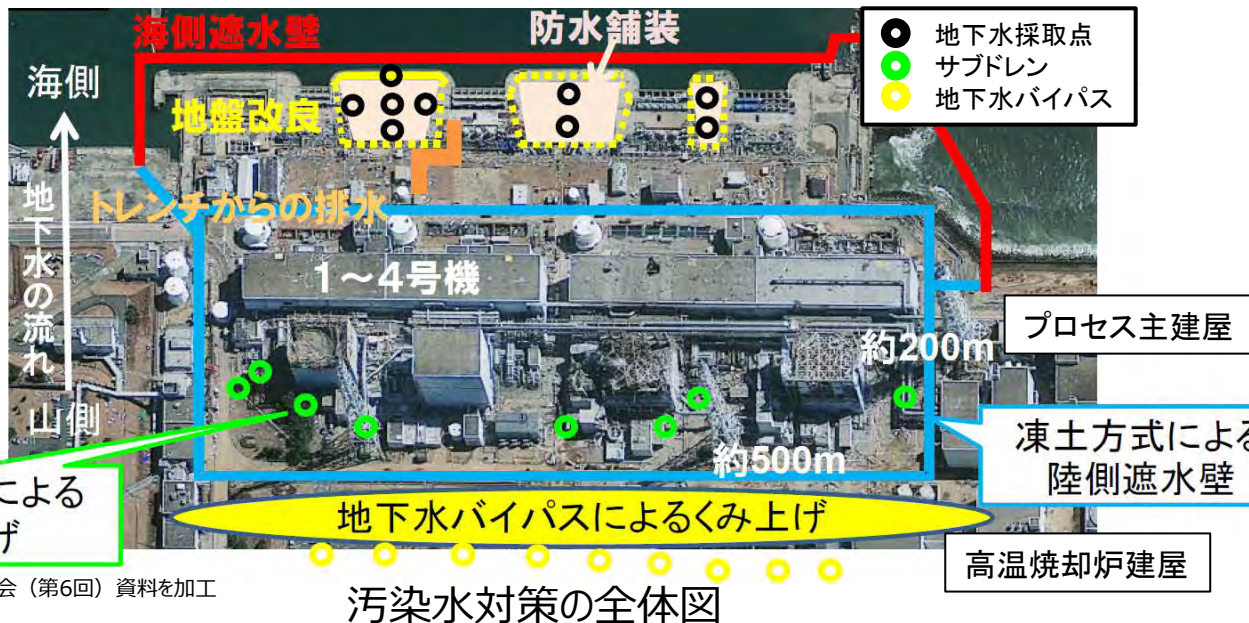 海側遮水壁
防水舗装
地下水採取点
サブドレン
地下水バイパス
海側
地盤改良
地下水の流れ
トレンチからの排水
1～4号機
プロセス主建屋
約200m
山側
凍土方式による
陸側遮水壁
約500m
による
げ
地下水バイパスによるくみ上げ
高温焼却炉建屋
会（第6回）資料を加工
汚染水対策の全体図